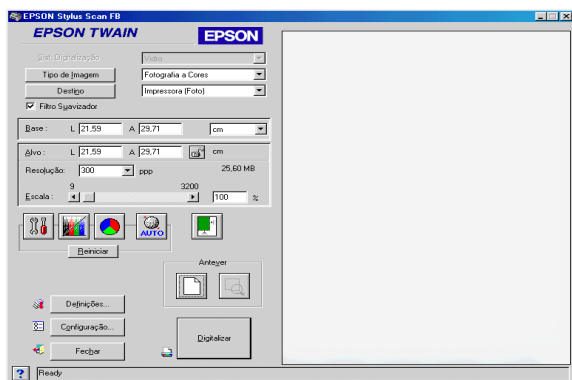 EPSON Stylus Scan FB
EPSON TWAIN EPSON
Sist. Digitalização Vidro
Tipo de Imagem Fotografia a Cores
Destino Impressora (Foto)
Filtro Suavizador
Base: L 21,59 A 29,71 cm
Alvo: L 21,59 A 29,71 cm
Resolução: 300 ppp 25,60 MB
9 3200
Escala: 100 %
AUTO
Reiniciar
Antever
Definições...
Configuração...
Digitalizar
Fechar
? Ready